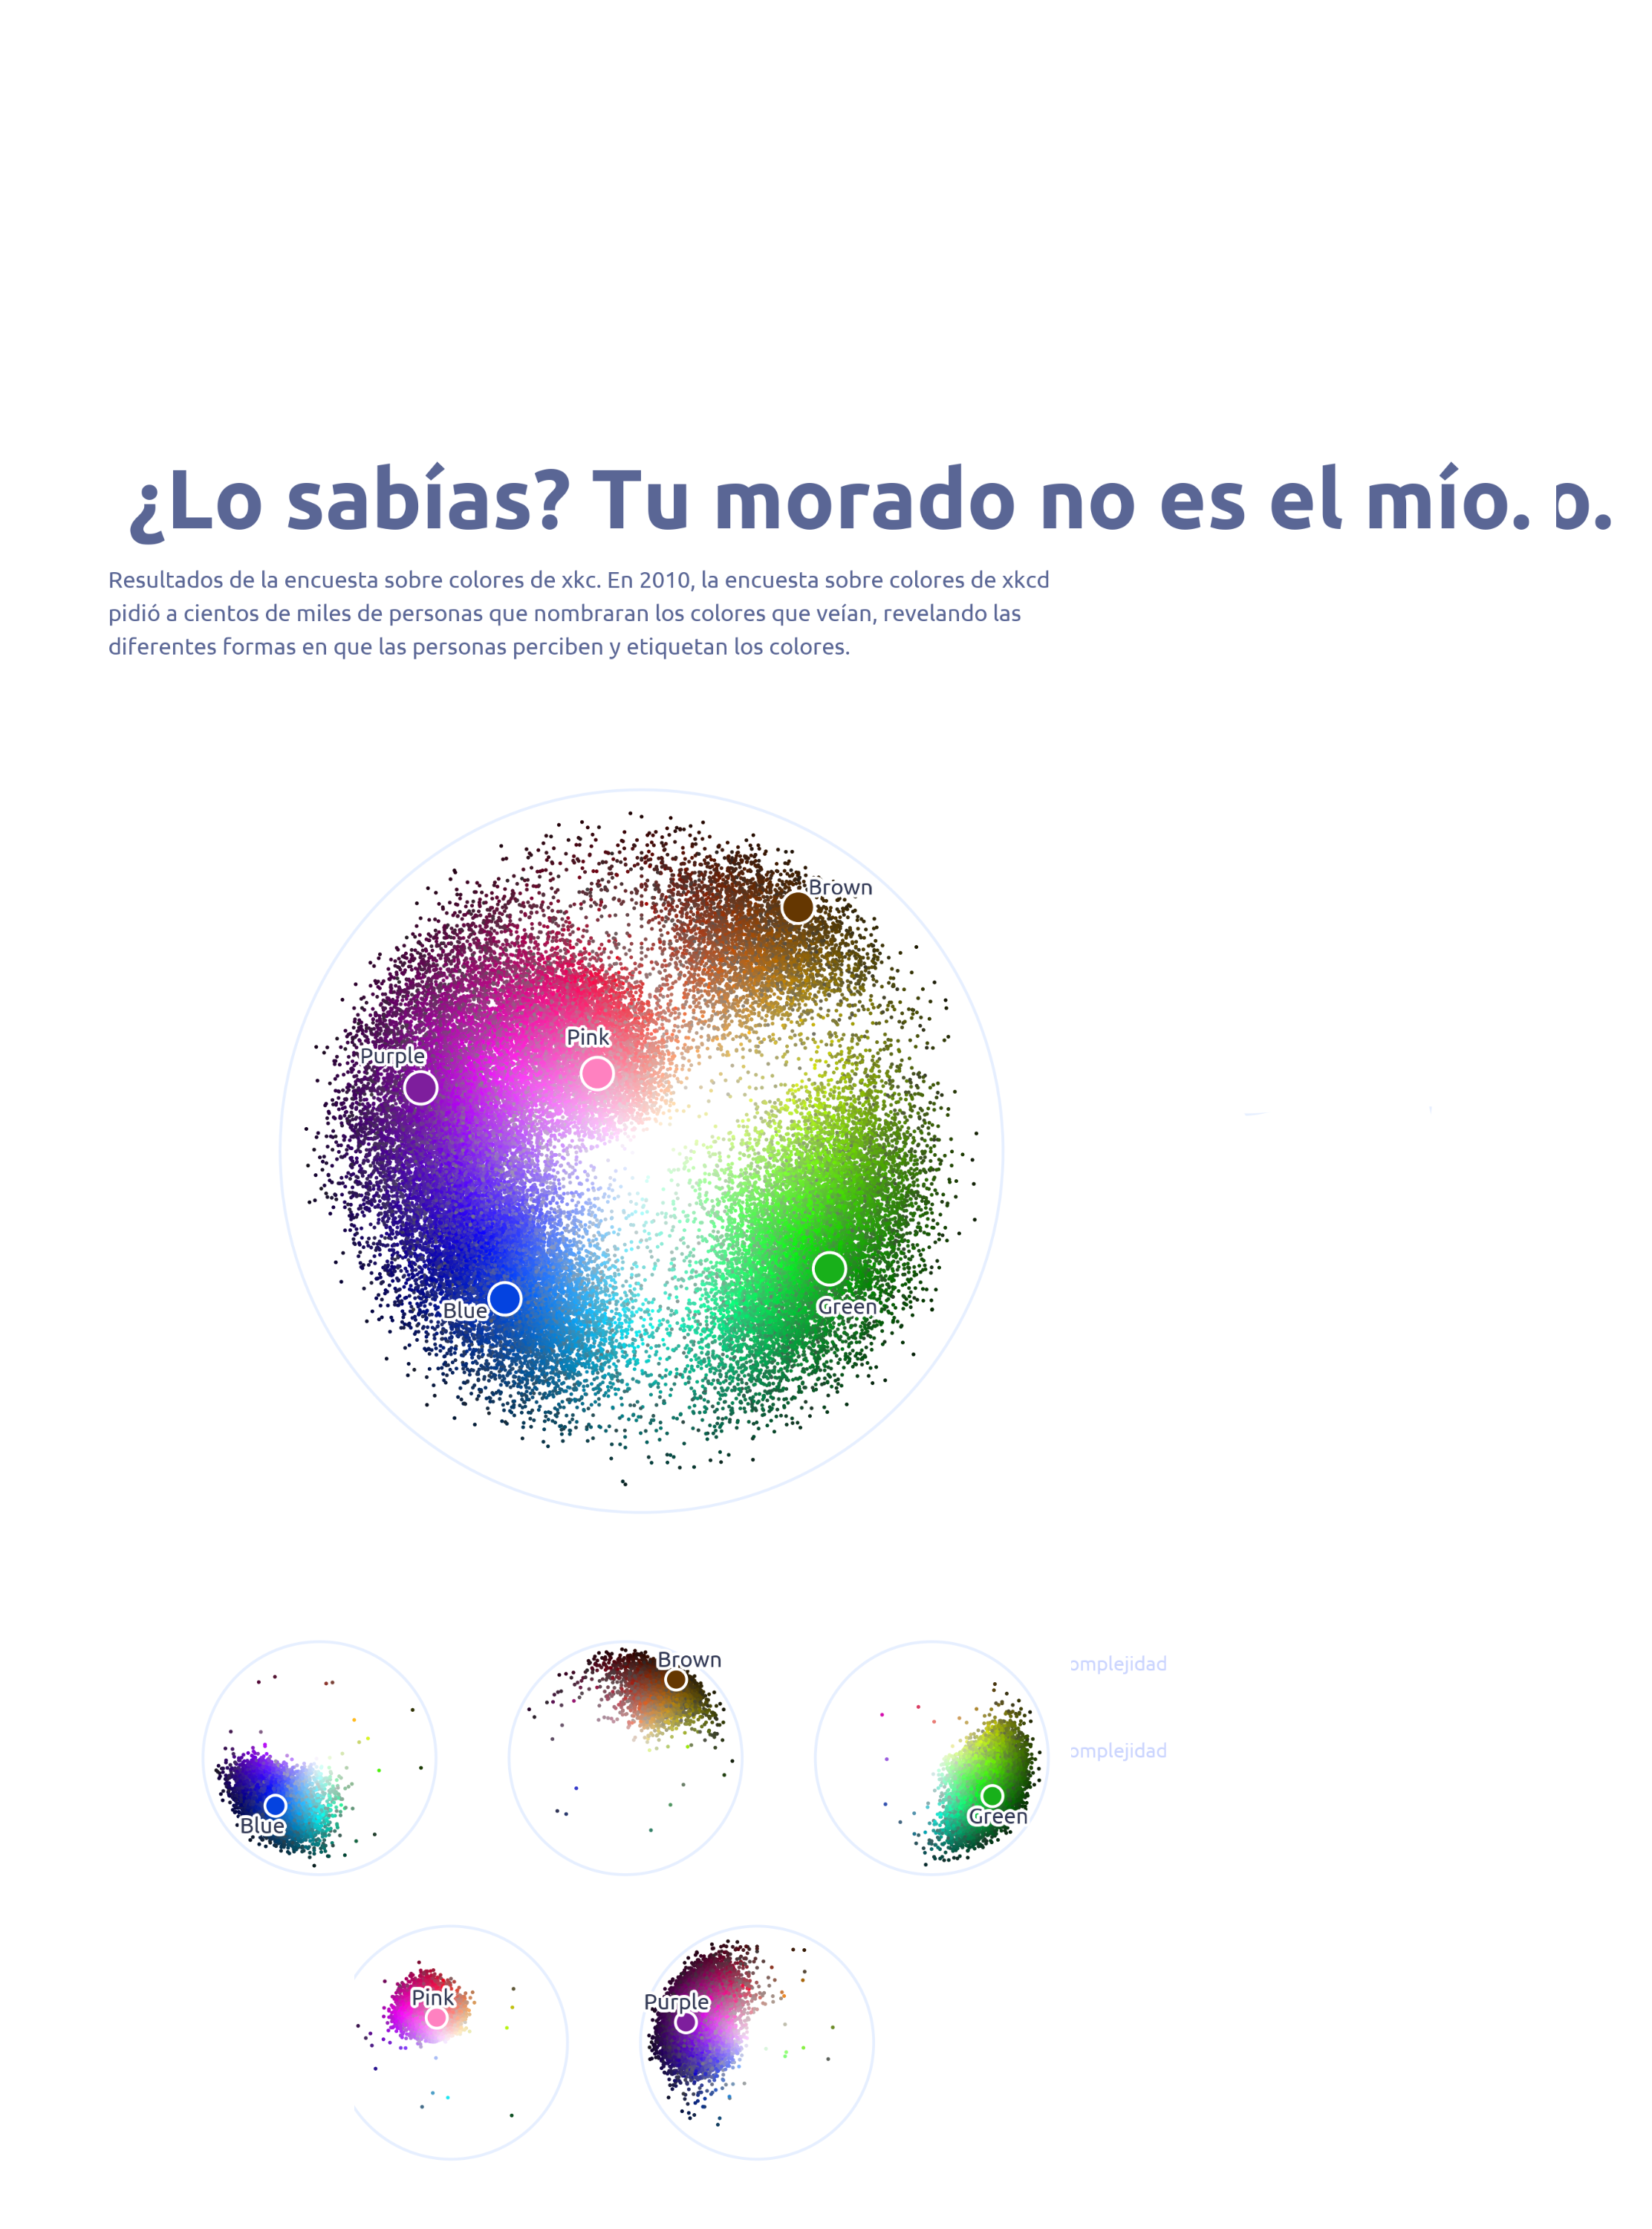 ¿Lo sabías? Tu morado no es el mío. o.
Resultados de la encuesta sobre colores de xkc. En 2010, la encuesta sobre colores de xkcd
pidió a cientos de miles de personas que nombraran los colores que veían, revelando las
diferentes formas en que las personas perciben y etiquetan los colores.
Brown
Pink
Purple
Blue
Green
Brown
omplejidad
omplejidad
Blue
Green
Pink
Purple